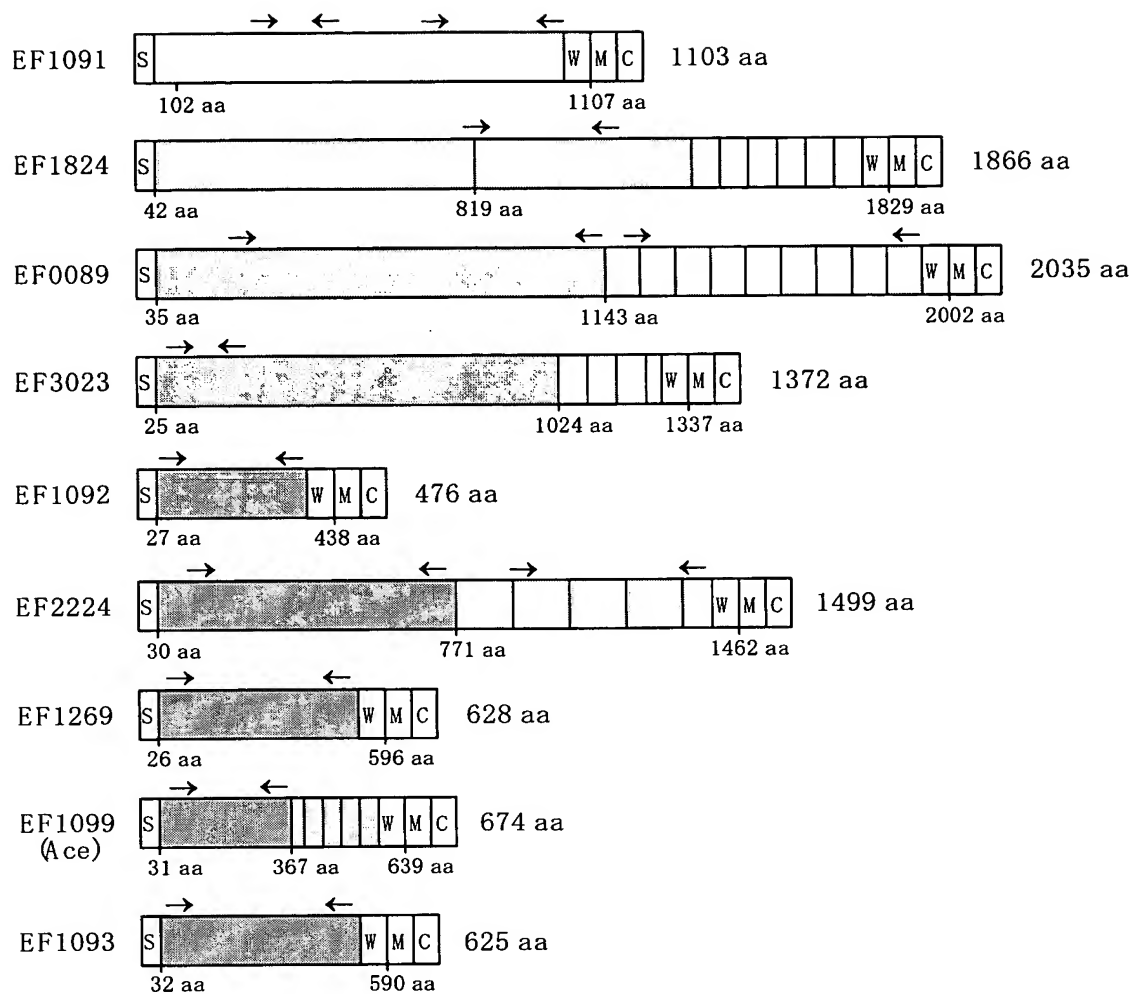 EF1091 S W M C 1103 aa
102 aa 1107 aa
EF1824 S W M C 1866 aa
42 aa 819 aa 1829 aa
EF0089 S W M C 2035 aa
35 aa 1143 aa 2002 aa
EF3023 S W M C 1372 aa
25 aa 1024 aa 1337 aa
EF1092 S W M C 476 aa
27 aa 438 aa
EF2224 S W M C 1499 aa
30 aa 771 aa 1462 aa
EF1269 S W M C 628 aa
26 aa 596 aa
EF1099 S W M C 674 aa
(Ace)
31 aa 367 aa 639 aa
EF1093 S W M C 625 aa
32 aa 590 aa